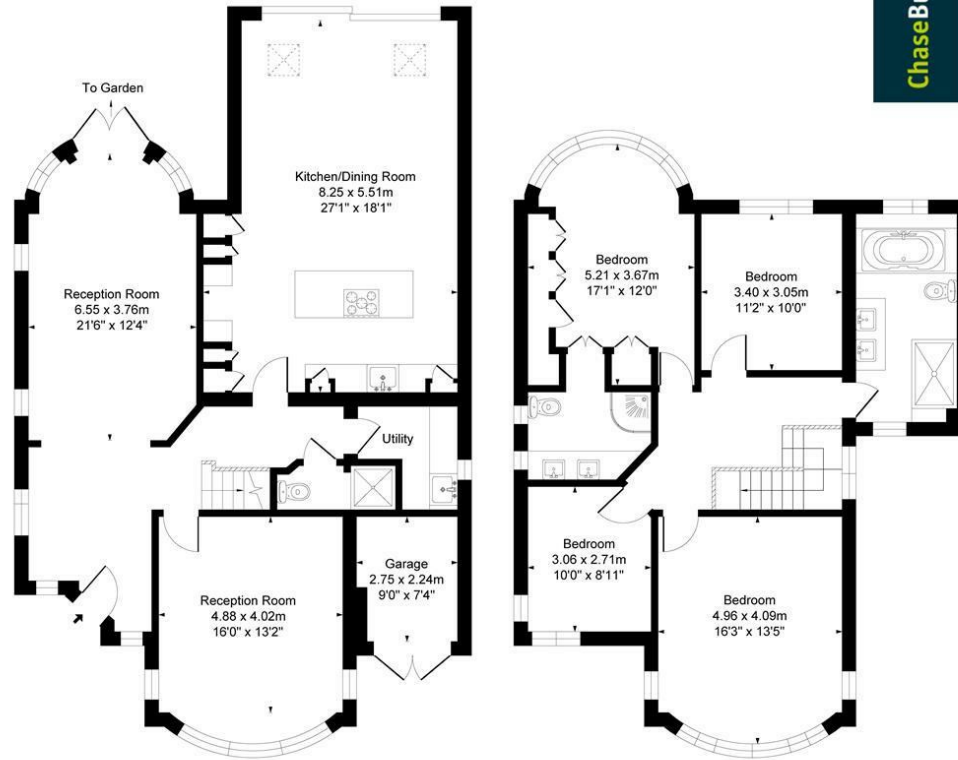 ChaseBu
To Garden
Kitchen/Dining Room
8.25 x 5.51m
27'1" x 18'1"
Reception Room
6.55 x 3.76m
21'6" x 12'4"
Utility
Garage
2.75 x 2.24m
9'0" x 7'4"
Reception Room
4.88 x 4.02m
16'0" x 13'2"
Bedroom
5.21 x 3.67m
17'1" x 12'0"
Bedroom
3.40 x 3.05m
11'2" x 10'0"
Bedroom
3.06 x 2.71m
10'0" x 8'11"
Bedroom
4.96 x 4.09m
16'3" x 13'5"